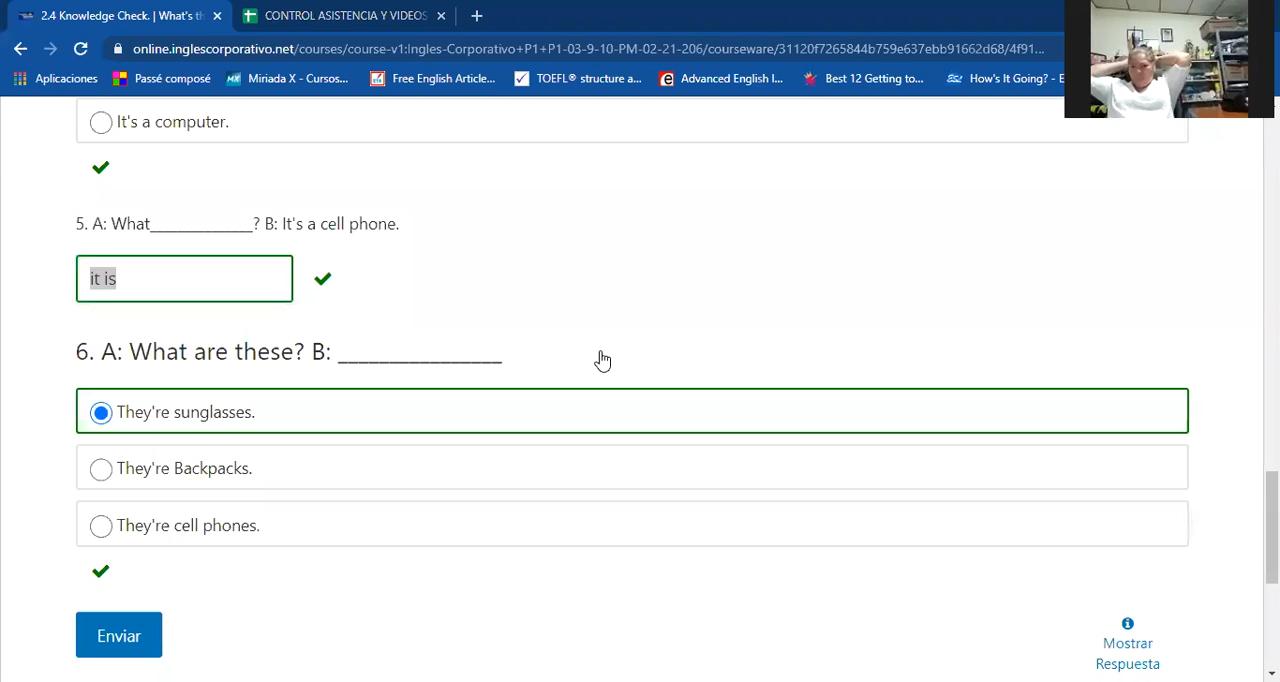 2.4 Knowledge Check. | What's th
CONTROL ASISTENCIA Y VIDEOS
online.inglescorporativo.net/courses/course-v1:Ingles-Corporativo+P1+P1-03-9-10-PM-02-21-206/courseware/31120f7265844b759e637ebb91662d68/4f91...
Aplicaciones Passé composé Miriada X - Cursos... Free English Article... TOEFL® structure a... Advanced English I... Best 12 Getting to... How's It Going? - E
It's a computer.
5. A: What____________? B: It's a cell phone.
it is
6. A: What are these? B: ______________
They're sunglasses.
They're Backpacks.
They're cell phones.
Enviar
Mostrar
Respuesta